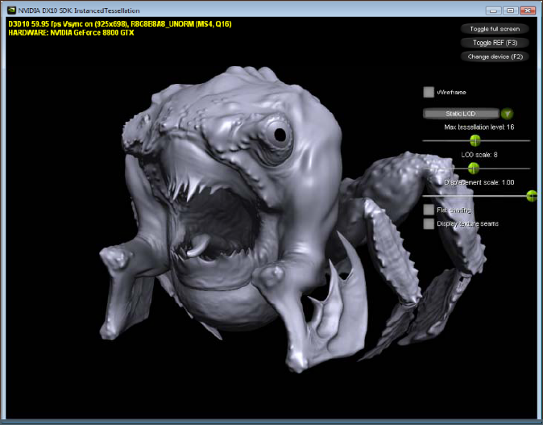 NVIDIA DX10 SDK: InstancedTessellation
D3D10 59.95 fps Vsync on (925x698), R8G8B8A8_UNORM (MS4, Q16)
HARDWARE: NVIDIA GeForce 8800 GTX
Toggle full screen
Toggle REF (F3)
Change device (F2)
Wireframe
Static LOD
Max tessellation level: 16
LOD scale: 8
Displacement scale: 1.00
Flat shading
Display texture seams